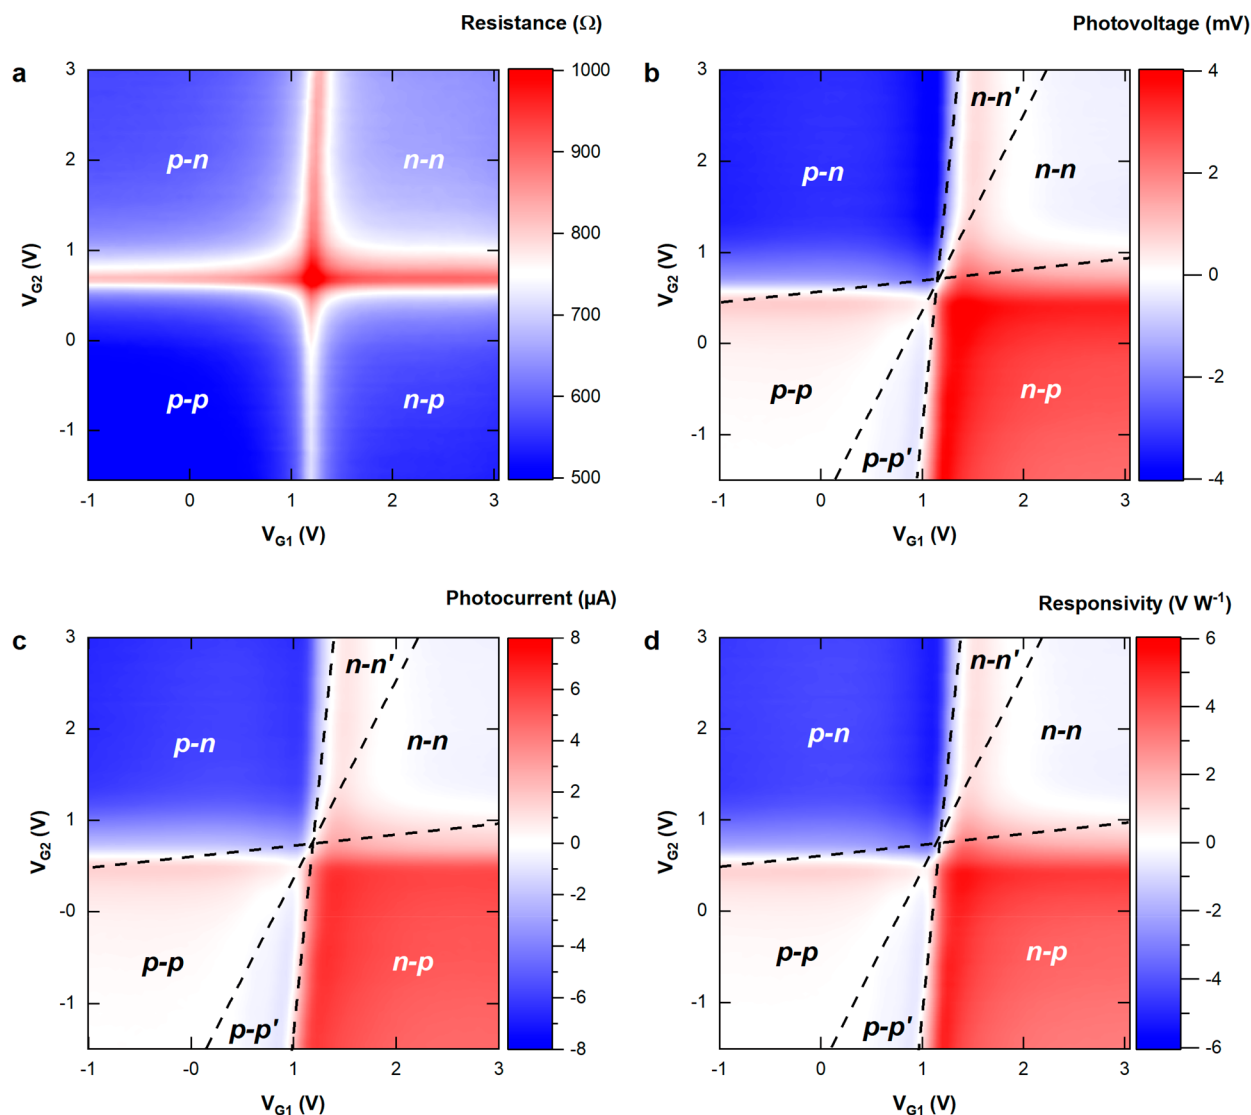 Resistance (Ω)
a
3
2
1
0
-1
V_G2 (V)
p-n
n-n
p-p
n-p
-1
0
1
2
3
V_G1 (V)
1000
900
800
700
600
500
Photovoltage (mV)
b
3
2
1
0
-1
V_G2 (V)
p-n
n-n'
n-n
p-p
p-p'
n-p
-1
0
1
2
3
V_G1 (V)
4
2
0
-2
-4
Photocurrent (µA)
c
3
2
1
-0
-1
V_G2 (V)
p-n
n-n'
n-n
p-p
p-p'
n-p
-1
-0
1
2
3
V_G1 (V)
8
6
4
2
0
-2
-4
-6
-8
Responsivity (V W⁻¹)
d
3
2
1
0
-1
V_G2 (V)
p-n
n-n'
n-n
p-p
p-p'
n-p
-1
0
1
2
3
V_G1 (V)
6
4
2
0
-2
-4
-6